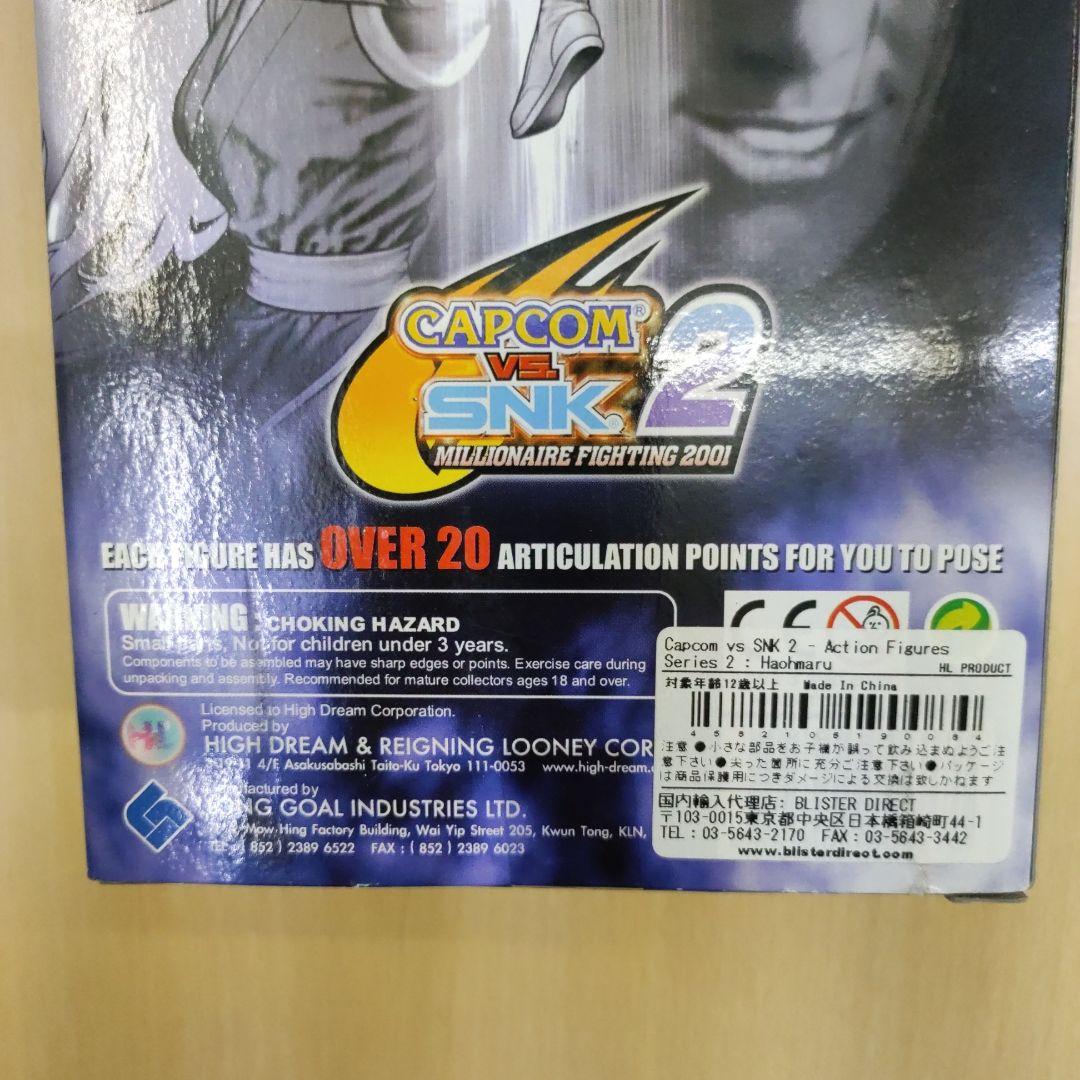 CAPCOM®
VS.
SNK® 2
MILLIONAIRE FIGHTING 2001
EACH FIGURE HAS OVER 20 ARTICULATION POINTS FOR YOU TO POSE
WARNING : CHOKING HAZARD
Small parts, Not for children under 3 years.
Components to be assembled may have sharp edges or points. Exercise care during
unpacking and assembly. Recommended for mature collectors ages 18 and over.
Licensed to High Dream Corporation.
Produced by
HIGH DREAM & REIGNING LOONEY COR
4/F Asakusabashi Taito-Ku Tokyo 111-0053 www.high-dream.
Manufactured by
GOAL INDUSTRIES LTD.
Mow Hing Factory Building, Wai Yip Street 205, Kwun Tong, KLN,
TEL : (852) 2389 6522 FAX : (852) 2389 6023
CE
Capcom vs SNK 2 - Action Figures
Series 2 : Haohmaru HL PRODUCT
対象年齢12歳以上 Made In China
4582106190084
注意 ●小さな部品をお子様が誤って飲み込まぬようご注
意下さい●尖った箇所に充分ご注意下さい●パッケージ
は商品保護用につきダメージによる交換は致しかねます
国内輸入代理店: BLISTER DIRECT
〒103-0015東京都中央区日本橋箱崎町44-1
TEL: 03-5643-2170 FAX: 03-5643-3442
www.blisterdirect.com